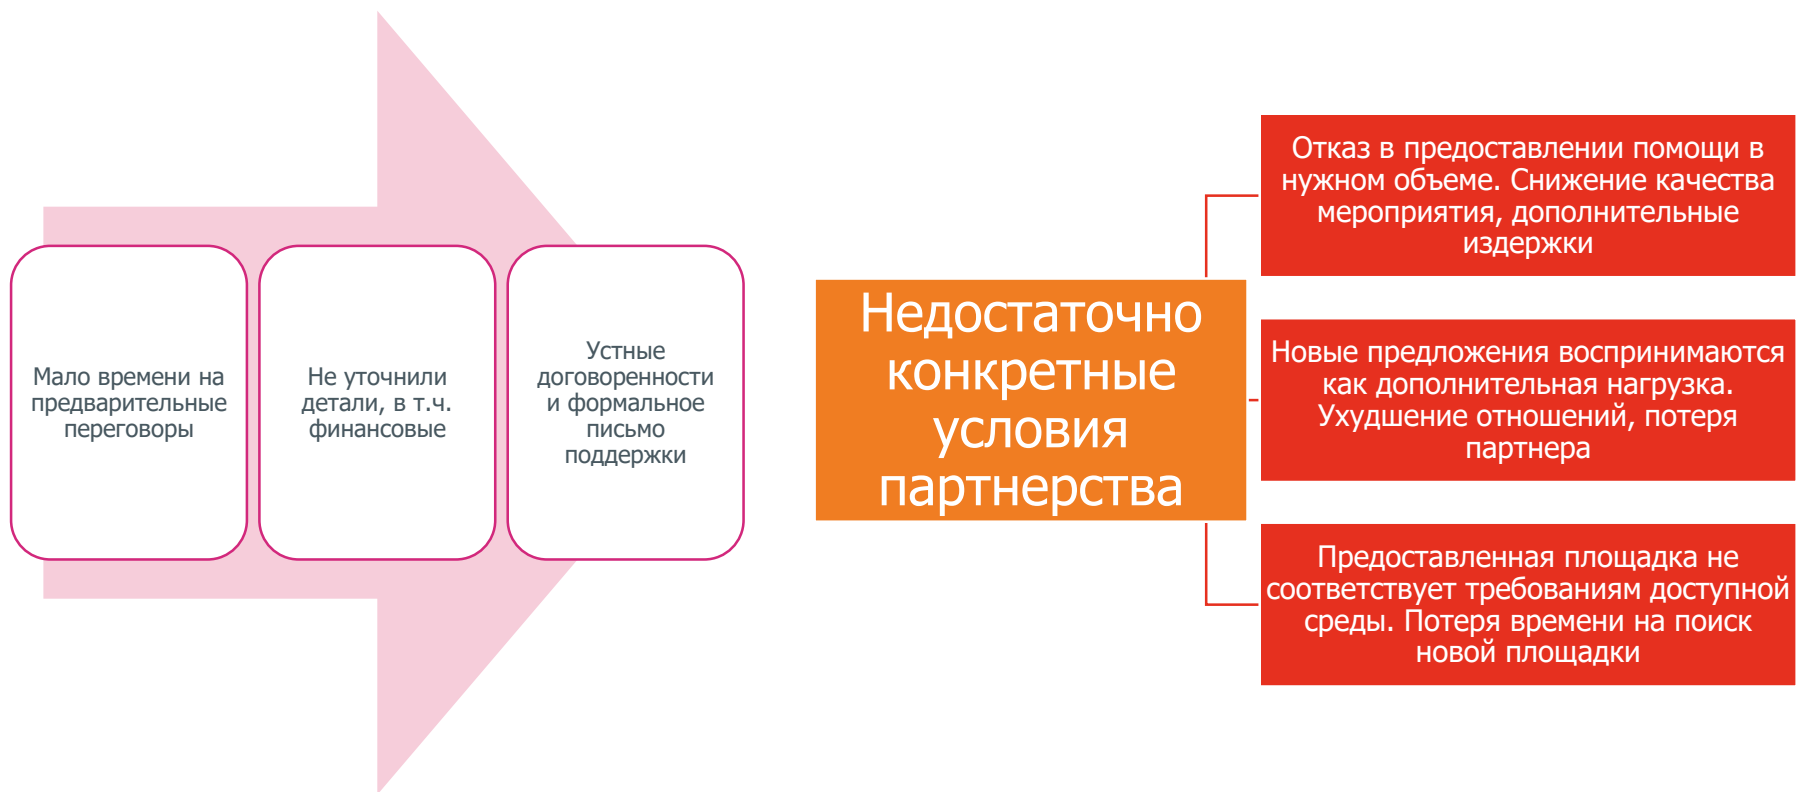 Мало времени на
предварительные
переговоры
Не уточнили
детали, в т.ч.
финансовые
Устные
договоренности
и формальное
письмо
поддержки
Недостаточно
конкретные
условия
партнерства
Отказ в предоставлении помощи в
нужном объеме. Снижение качества
мероприятия, дополнительные
издержки
Новые предложения воспринимаются
как дополнительная нагрузка.
Ухудшение отношений, потеря
партнера
Предоставленная площадка не
соответствует требованиям доступной
среды. Потеря времени на поиск
новой площадки